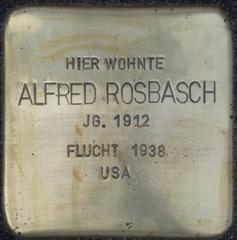 HIER WOHNTE
ALFRED ROSBASCH
JG. 1912
FLUCHT 1938
USA